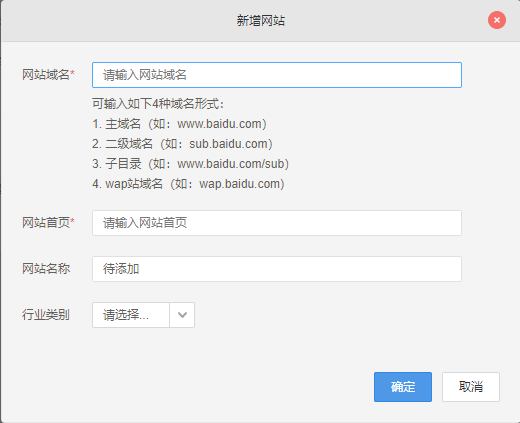 新增网站
网站域名* 请输入网站域名
可输入如下4种域名形式：
1. 主域名（如：www.baidu.com）
2. 二级域名（如：sub.baidu.com）
3. 子目录（如：www.baidu.com/sub）
4. wap站域名（如：wap.baidu.com）
网站首页* 请输入网站首页
网站名称 待添加
行业类别 请选择...
确定 取消